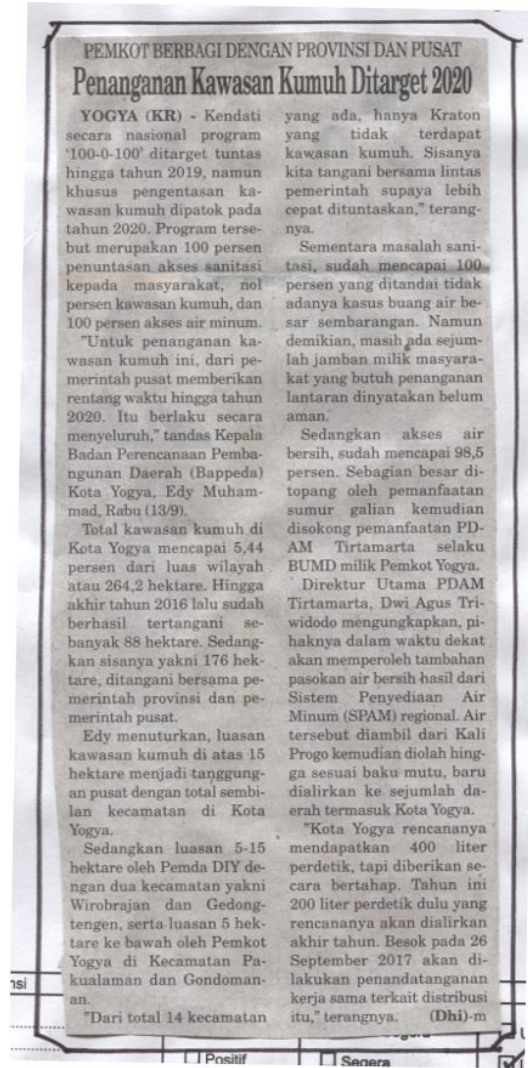 PEMKOT BERBAGI DENGAN PROVINSI DAN PUSAT
Penanganan Kawasan Kumuh Ditarget 2020
YOGYA (KR) - Kendati
secara nasional program
'100-0-100' ditarget tuntas
hingga tahun 2019, namun
khusus pengentasan ka-
wasan kumuh dipatok pada
tahun 2020. Program terse-
but merupakan 100 persen
penuntasan akses sanitasi
kepada masyarakat, nol
persen kawasan kumuh, dan
100 persen akses air minum.
"Untuk penanganan ka-
wasan kumuh ini, dari pe-
merintah pusat memberikan
rentang waktu hingga tahun
2020. Itu berlaku secara
menyeluruh," tandas Kepala
Badan Perencanaan Pemba-
ngunan Daerah (Bappeda)
Kota Yogya, Edy Muham-
mad, Rabu (13/9).
Total kawasan kumuh di
Kota Yogya mencapai 5,44
persen dari luas wilayah
atau 264,2 hektare. Hingga
akhir tahun 2016 lalu sudah
berhasil tertangani se-
banyak 88 hektare. Sedang-
kan sisanya yakni 176 hek-
tare, ditangani bersama pe-
merintah provinsi dan pe-
merintah pusat.
Edy menuturkan, luasan
kawasan kumuh di atas 15
hektare menjadi tanggung-
an pusat dengan total sembi-
lan kecamatan di Kota
Yogya.
Sedangkan luasan 5-15
hektare oleh Pemda DIY de-
ngan dua kecamatan yakni
Wirobrajan dan Gedong-
tengen, serta luasan 5 hek-
tare ke bawah oleh Pemkot
Yogya di Kecamatan Pa-
kualaman dan Gondoman-
an.
"Dari total 14 kecamatan
yang ada, hanya Kraton
yang tidak terdapat
kawasan kumuh. Sisanya
kita tangani bersama lintas
pemerintah supaya lebih
cepat dituntaskan," terang-
nya.
Sementara masalah sani-
tasi, sudah mencapai 100
persen yang ditandai tidak
adanya kasus buang air be-
sar sembarangan. Namun
demikian, masih ada sejum-
lah jamban milik masyara-
kat yang butuh penanganan
lantaran dinyatakan belum
aman.
Sedangkan akses air
bersih, sudah mencapai 98,5
persen. Sebagian besar di-
topang oleh pemanfaatan
sumur galian kemudian
disokong pemanfaatan PD-
AM Tirtamarta selaku
BUMD milik Pemkot Yogya.
Direktur Utama PDAM
Tirtamarta, Dwi Agus Tri-
widodo mengungkapkan, pi-
haknya dalam waktu dekat
akan memperoleh tambahan
pasokan air bersih hasil dari
Sistem Penyediaan Air
Minum (SPAM) regional. Air
tersebut diambil dari Kali
Progo kemudian diolah hing-
ga sesuai baku mutu, baru
dialirkan ke sejumlah da-
erah termasuk Kota Yogya.
"Kota Yogya rencananya
mendapatkan 400 liter
perdetik, tapi diberikan se-
cara bertahap. Tahun ini
200 liter perdetik dulu yang
rencananya akan dialirkan
akhir tahun. Besok pada 26
September 2017 akan di-
lakukan penandatanganan
kerja sama terkait distribusi
itu," terangnya. (Dhi)-m
nsi
Positif
Segera